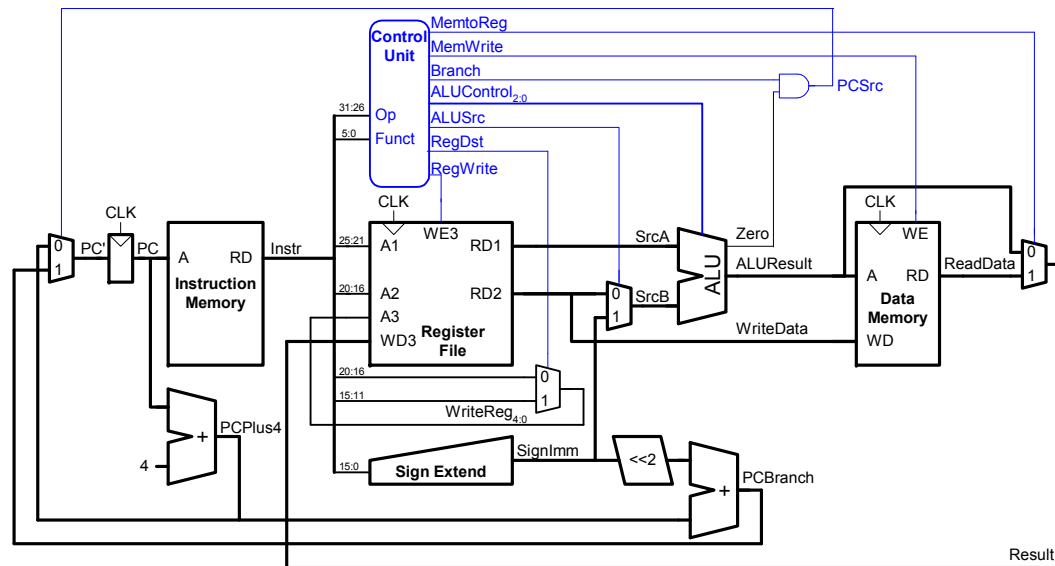 MemtoReg
Control
Unit
MemWrite
Branch
PCSrc
ALUControl2:0
31:26
Op
ALUSrc
5:0
Funct
RegDst
RegWrite
CLK
CLK
CLK
0
1
PC'
PC
A
RD
Instr
Instruction
Memory
25:21
A1
WE3
RD1
SrcA
Zero
WE
0
1
20:16
A2
RD2
0
1
SrcB
ALU
ALUResult
A
RD
ReadData
A3
Data
Memory
WD3
Register
File
WriteData
WD
20:16
0
15:11
1
WriteReg4:0
PCPlus4
+
4
SignImm
15:0
Sign Extend
<<2
PCBranch
+
Result